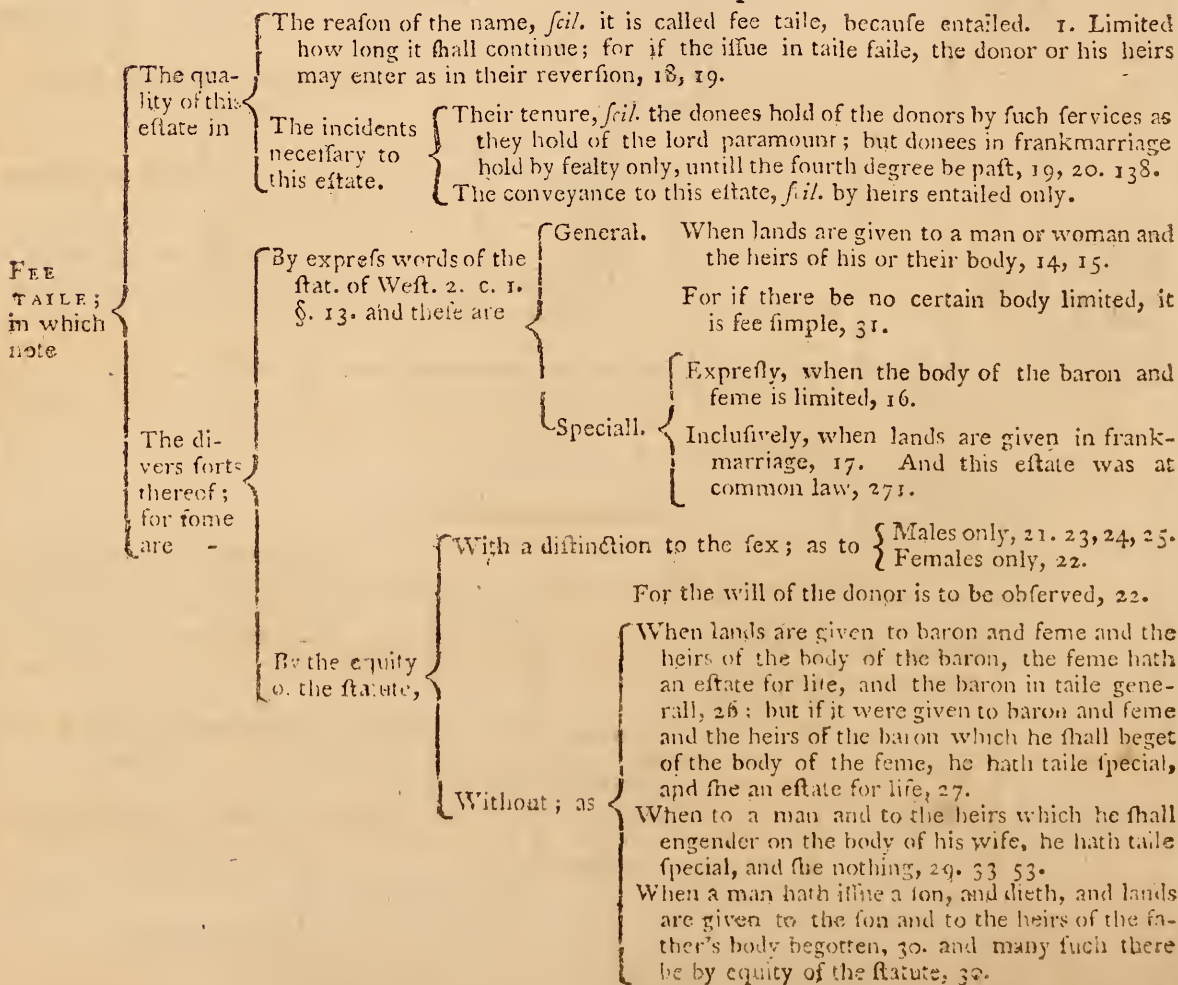 FEE
TAILE;
in which
note
The qua-
lity of this
eſtate in
The reaſon of the name, ſcil. it is called fee taile, becauſe entailed. 1. Limited
how long it ſhall continue; for if the iſſue in taile faile, the donor or his heirs
may enter as in their reverſion, 18, 19.
The incidents
neceſſary to
this eſtate.
Their tenure, ſcil. the donees hold of the donors by ſuch ſervices as
they hold of the lord paramount; but donees in frankmarriage
hold by fealty only, untill the fourth degree be paſt, 19, 20. 138.
The conveyance to this eſtate, ſcil. by heirs entailed only.
The di-
vers ſorts
thereof;
for ſome
are -
By expreſs words of the
ſtat. of Weſt. 2. c. 1.
§. 13. and theſe are
General.
When lands are given to a man or woman and
the heirs of his or their body, 14, 15.
For if there be no certain body limited, it
is fee ſimple, 31.
Speciall.
Expreſly, when the body of the baron and
feme is limited, 16.
Incluſively, when lands are given in frank-
marriage, 17. And this eſtate was at
common law, 271.
By the equity
o. the ſtatute,
With a diſtinction to the ſex; as to
Males only, 21. 23, 24, 25.
Females only, 22.
For the will of the donor is to be obſerved, 22.
Without; as
When lands are given to baron and feme and the
heirs of the body of the baron, the feme hath
an eſtate for life, and the baron in taile gene-
rall, 26; but if it were given to baron and feme
and the heirs of the baron which he ſhall beget
of the body of the feme, he hath taile ſpecial,
and ſhe an eſtate for life, 27.
When to a man and to the heirs which he ſhall
engender on the body of his wife, he hath taile
ſpecial, and ſhe nothing, 29. 33 53.
When a man hath iſſue a ſon, and dieth, and lands
are given to the ſon and to the heirs of the fa-
ther's body begotten, 30. and many ſuch there
be by equity of the ſtatute, 30.